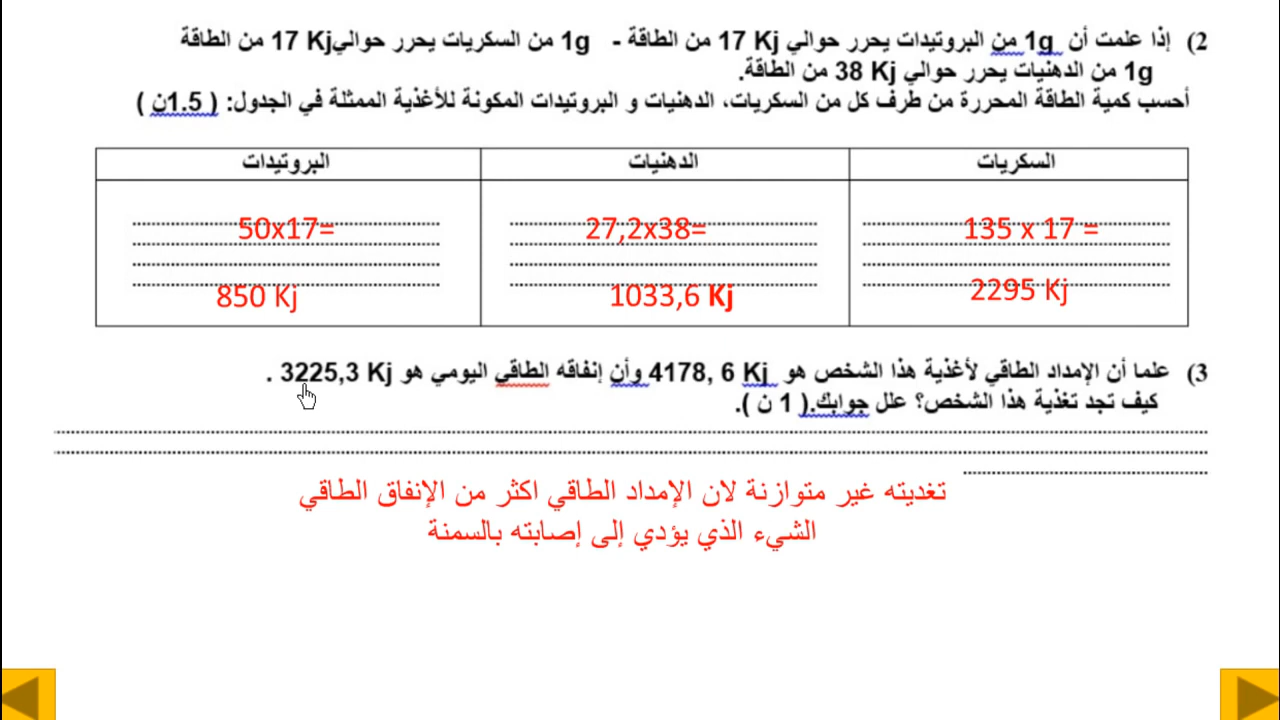 2) إذا علمت أن 1g من البروتيدات يحرر حوالي 17 Kj من الطاقة - 1g من السكريات يحرر حوالي17 Kj من الطاقة
1g من الدهنيات يحرر حوالي 38 Kj من الطاقة.
أحسب كمية الطاقة المحررة من طرف كل من السكريات، الدهنيات و البروتيدات المكونة للأغذية الممثلة في الجدول: ( 1.5ن )
السكريات الدهنيات البروتيدات
135 x 17 = 27,2x38= 50x17=
2295 Kj 1033,6 Kj 850 Kj
3) علما أن الإمداد الطاقي لأغذية هذا الشخص هو 4178, 6 Kj وأن إنفاقه الطاقي اليومي هو 3225,3 Kj .
كيف تجد تغذية هذا الشخص؟ علل جوابك.( 1 ن ).
تغديته غير متوازنة لان الإمداد الطاقي اكثر من الإنفاق الطاقي
الشيء الذي يؤدي إلى إصابته بالسمنة